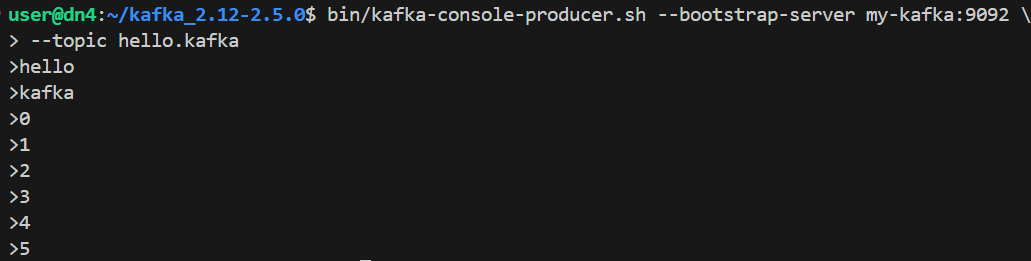 user@dn4:~/kafka_2.12-2.5.0$ bin/kafka-console-producer.sh --bootstrap-server my-kafka:9092 \
> --topic hello.kafka
>hello
>kafka
>0
>1
>2
>3
>4
>5